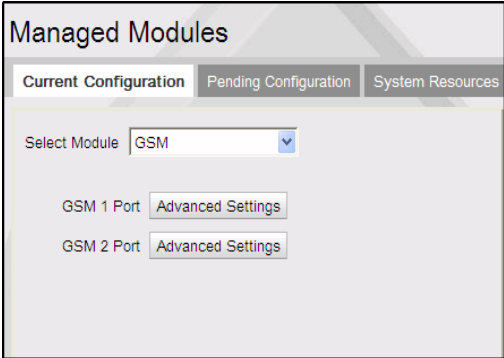 Managed Modules
Current Configuration Pending Configuration System Resources
Select Module GSM
GSM 1 Port Advanced Settings
GSM 2 Port Advanced Settings